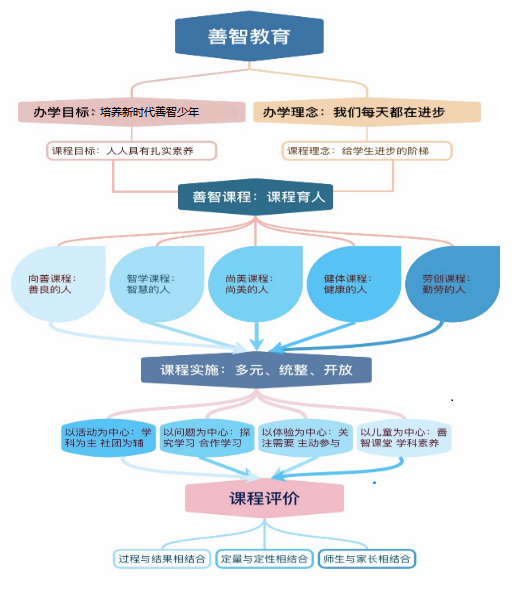 善智教育
办学目标：培养新时代善智少年
办学理念：我们每天都在进步
课程目标：人人具有扎实素养
课程理念：给学生进步的阶梯
善智课程：课程育人
向善课程：
善良的人
智学课程：
智慧的人
尚美课程：
尚美的人
健体课程：
健康的人
劳创课程：
勤劳的人
课程实施：多元、统整、开放
以活动为中心：学
科为主 社团为辅
以问题为中心：探
究学习 合作学习
以体验为中心：关
注需要 主动参与
以儿童为中心：善
智课堂 学科素养
课程评价
过程与结果相结合
定量与定性相结合
师生与家长相结合